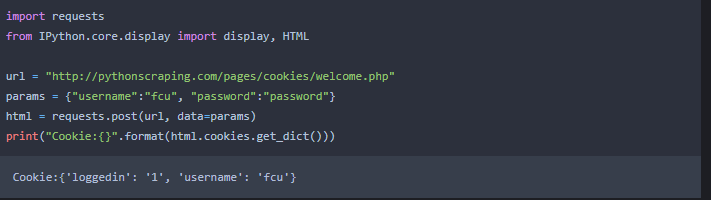 import requests
from IPython.core.display import display, HTML
url = "http://pythonscraping.com/pages/cookies/welcome.php"
params = {"username":"fcu", "password":"password"}
html = requests.post(url, data=params)
print("Cookie:{}".format(html.cookies.get_dict()))
Cookie:{'loggedin': '1', 'username': 'fcu'}